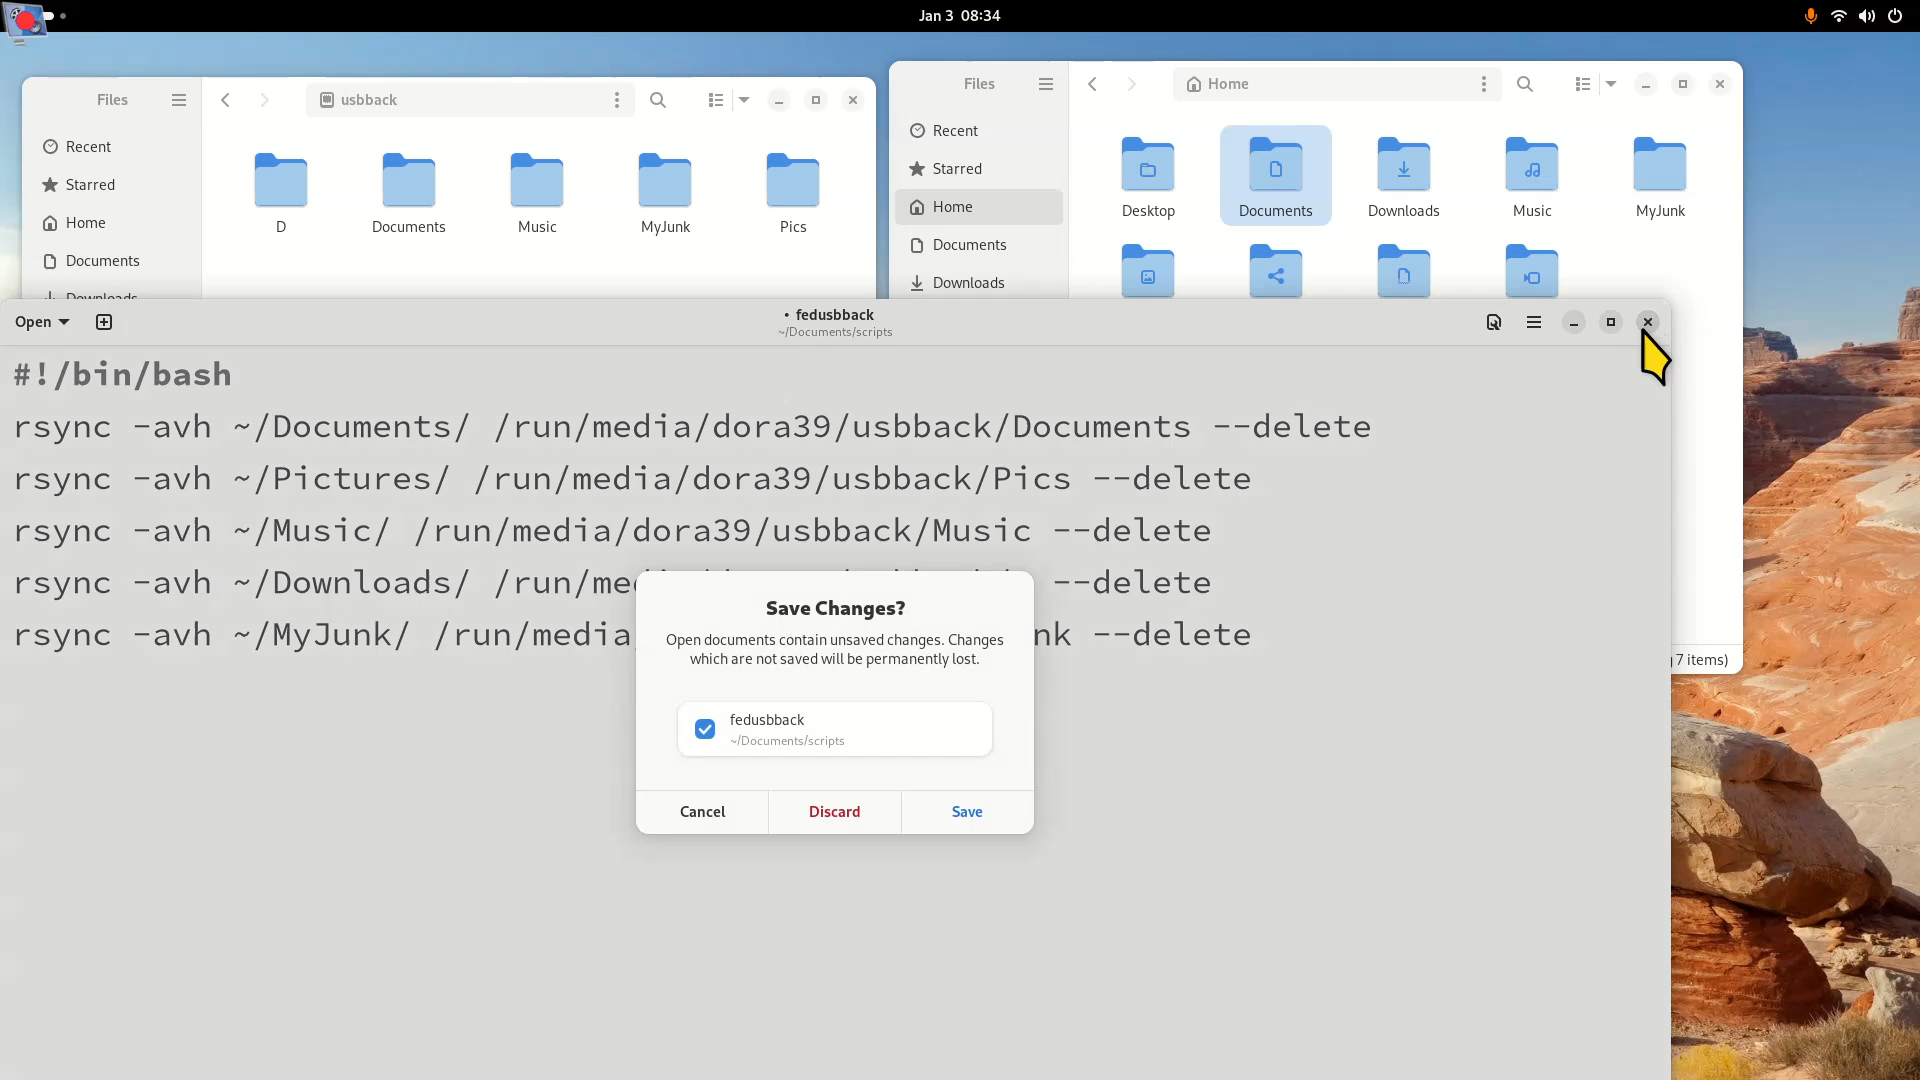 Jan 3 08:34
Files
usbback
Recent
Starred
Home
Documents
Downloads
D
Documents
Music
MyJunk
Pics
Files
Home
Recent
Starred
Home
Documents
Downloads
Desktop
Documents
Downloads
Music
MyJunk
7 items)
Open
• fedusbback
~/Documents/scripts
#!/bin/bash
rsync -avh ~/Documents/ /run/media/dora39/usbback/Documents --delete
rsync -avh ~/Pictures/ /run/media/dora39/usbback/Pics --delete
rsync -avh ~/Music/ /run/media/dora39/usbback/Music --delete
rsync -avh ~/Downloads/ /run/me --delete
rsync -avh ~/MyJunk/ /run/media nk --delete
Save Changes?
Open documents contain unsaved changes. Changes
which are not saved will be permanently lost.
fedusbback
~/Documents/scripts
Cancel
Discard
Save